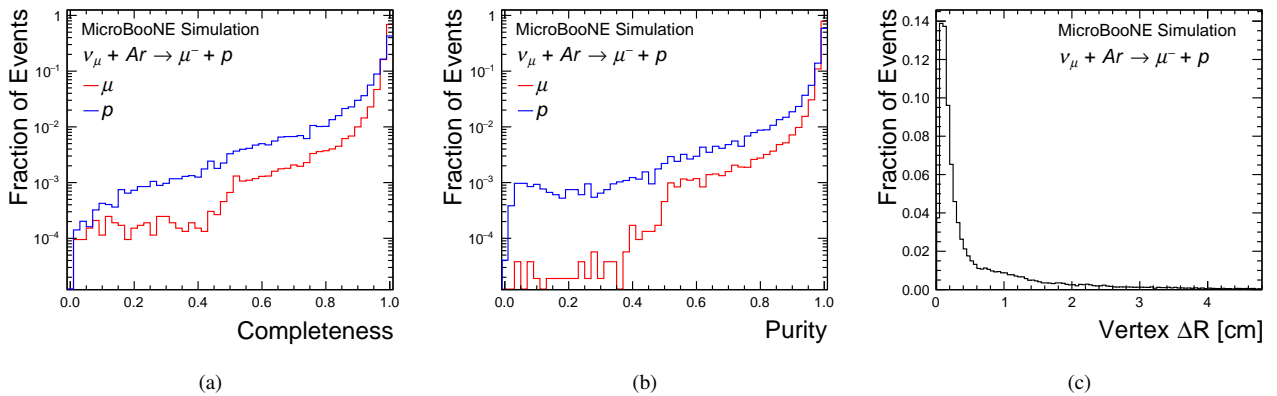 Fraction of Events
1
10⁻¹
10⁻²
10⁻³
10⁻⁴
MicroBooNE Simulation
νμ + Ar → μ⁻ + p
μ
p
0.0 0.2 0.4 0.6 0.8 1.0
Completeness
(a)
Fraction of Events
1
10⁻¹
10⁻²
10⁻³
10⁻⁴
MicroBooNE Simulation
νμ + Ar → μ⁻ + p
μ
p
0.0 0.2 0.4 0.6 0.8 1.0
Purity
(b)
Fraction of Events
0.14
0.12
0.10
0.08
0.06
0.04
0.02
0.00
MicroBooNE Simulation
νμ + Ar → μ⁻ + p
0 1 2 3 4
Vertex ΔR [cm]
(c)